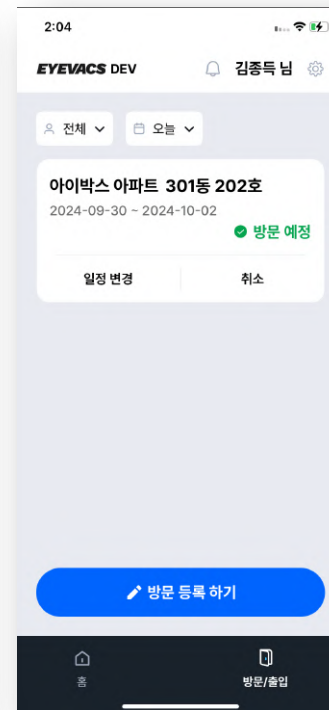 2:04
EYEVACS DEV 김종득 님
전체 오늘
아이박스 아파트 301동 202호
2024-09-30 ~ 2024-10-02
방문 예정
일정 변경 취소
방문 등록 하기
홈 방문/출입